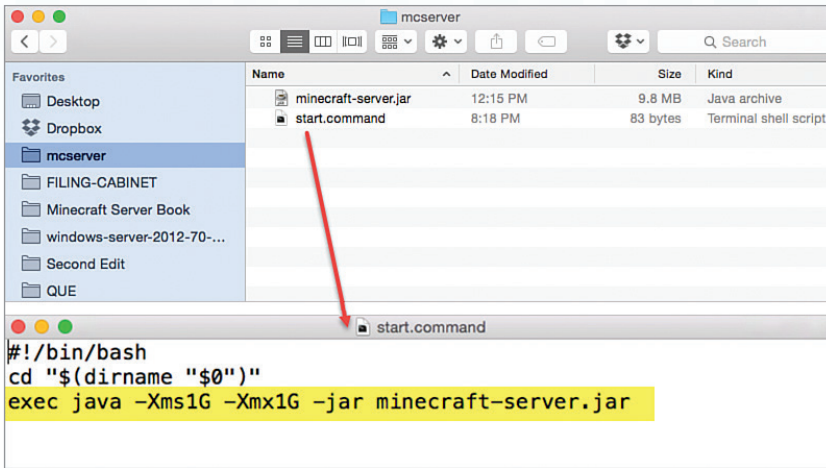 mcserver
Search
Favorites
Desktop
Dropbox
mcserver
FILING-CABINET
Minecraft Server Book
windows-server-2012-70-...
Second Edit
QUE
Name Date Modified Size Kind
minecraft-server.jar 12:15 PM 9.8 MB Java archive
start.command 8:18 PM 83 bytes Terminal shell script
start.command
#!/bin/bash
cd "$(dirname "$0")"
exec java -Xms1G -Xmx1G -jar minecraft-server.jar